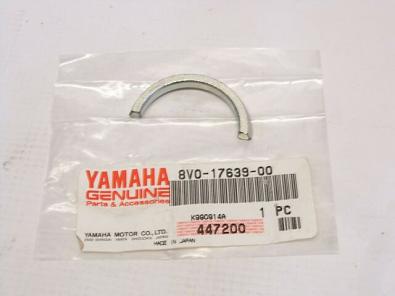 YAMAHA
GENUINE
Parts & Accessories
8V0-17639-00
K990914A
1 PC
447200
YAMAHA MOTOR CO., LTD.
MADE IN JAPAN